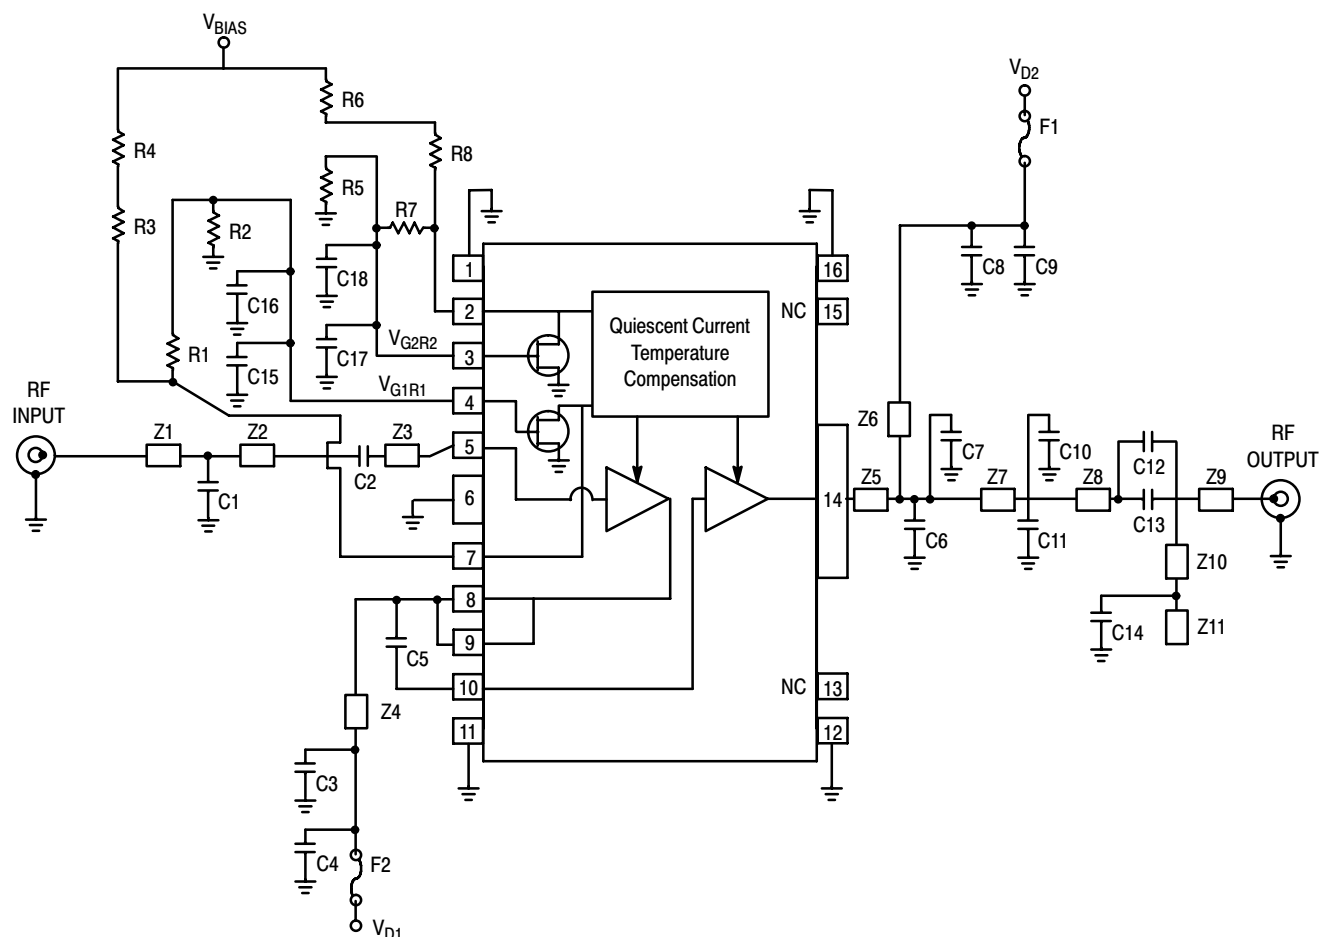 VBIAS
R6
R4
R8
R5
R3
R2
R7
C16
C18
R1
C15
C17
VG2R2
VG1R1
RF
INPUT
Z1
Z2
C1
C2
Z3
1
2
3
4
5
6
7
8
9
10
11
C5
Z4
C3
C4
F2
VD1
Quiescent Current
Temperature
Compensation
16
NC
15
14
NC
13
12
VD2
F1
C8
C9
Z6
C7
C10
Z5
C6
Z7
C11
Z8
C12
C13
Z9
RF
OUTPUT
Z10
C14
Z11